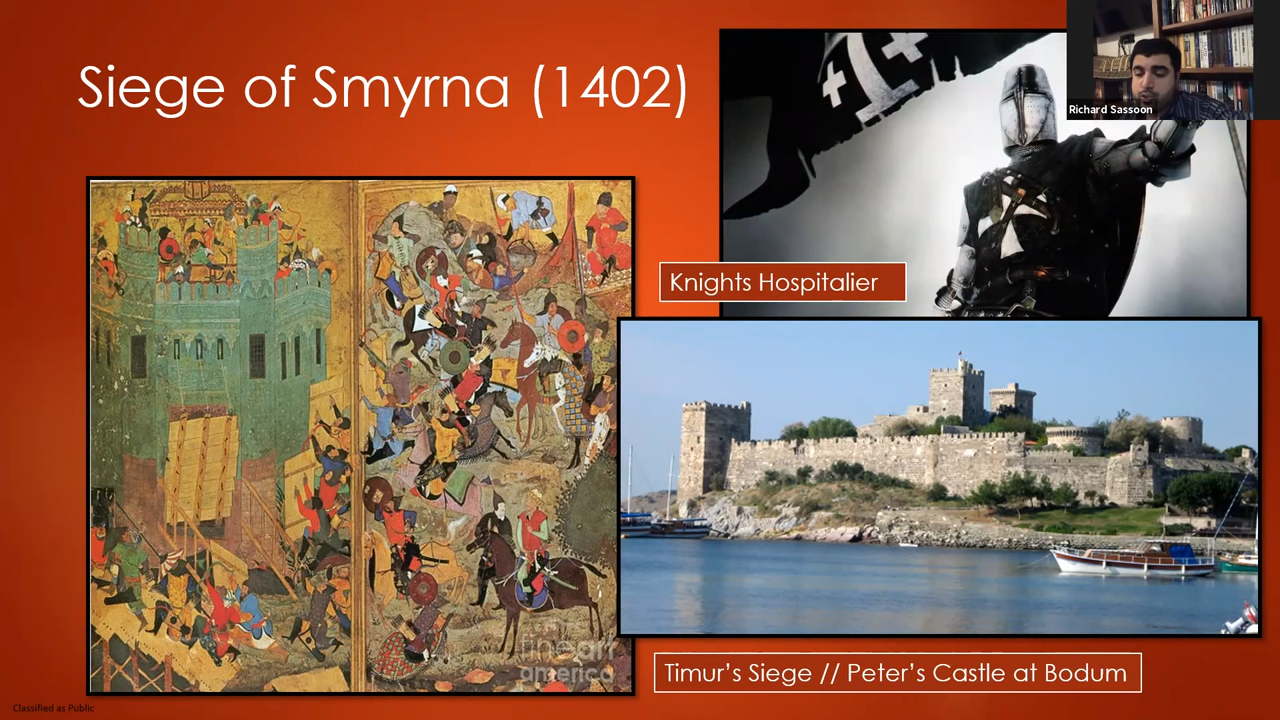 Siege of Smyrna (1402)
Richard Sassoon
Knights Hospitalier
fineart
america
Timur's Siege // Peter's Castle at Bodum
Classified as Public